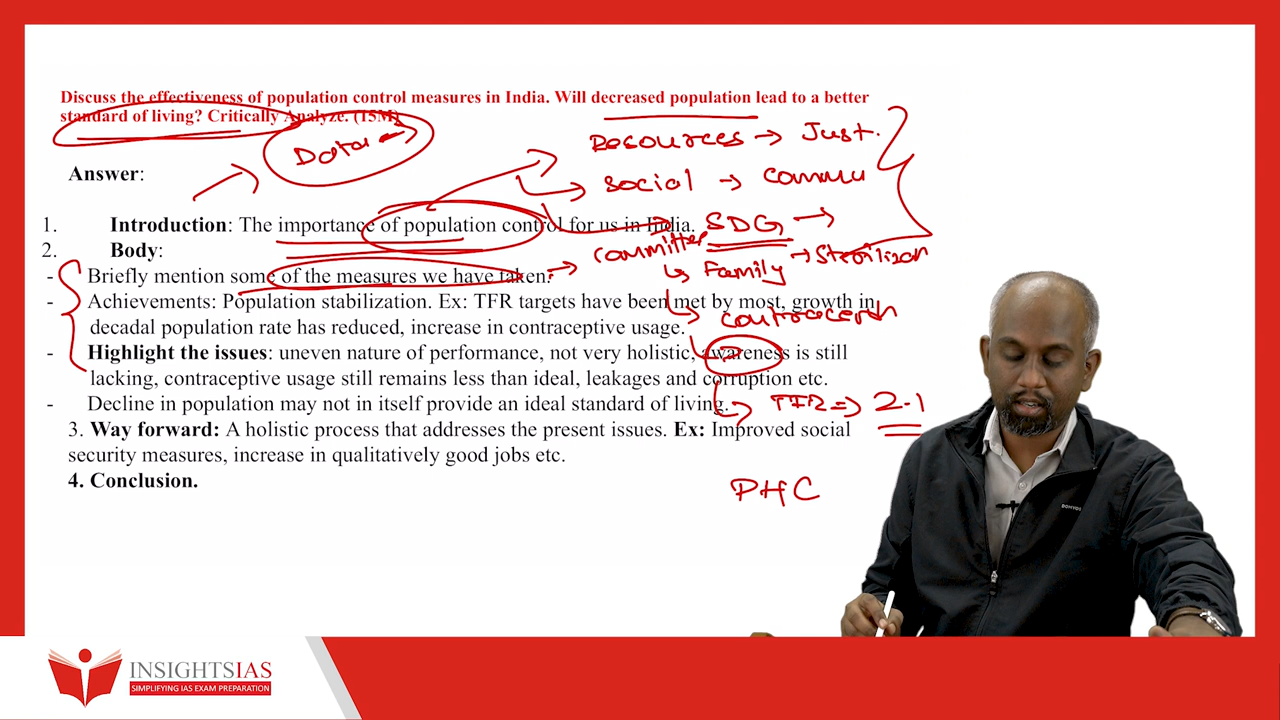 Discuss the effectiveness of population control measures in India. Will decreased population lead to a better
standard of living? Critically Analyze. (15M)
Data
Resources → Just.
Social → Commu
SDG →
Answer:
1. Introduction: The importance of population control for us in India.
2. Body:
- Briefly mention some of the measures we have taken.
→ Committee
Family → Sterilizan
- Achievements: Population stabilization. Ex: TFR targets have been met by most, growth in
decadal population rate has reduced, increase in contraceptive usage.
- Highlight the issues: uneven nature of performance, not very holistic, awareness is still
lacking, contraceptive usage still remains less than ideal, leakages and corruption etc.
- Decline in population may not in itself provide an ideal standard of living.
TFR => 2.1
3. Way forward: A holistic process that addresses the present issues. Ex: Improved social
security measures, increase in qualitatively good jobs etc.
4. Conclusion.
PHC
INSIGHTSIAS
SIMPLIFYING IAS EXAM PREPARATION